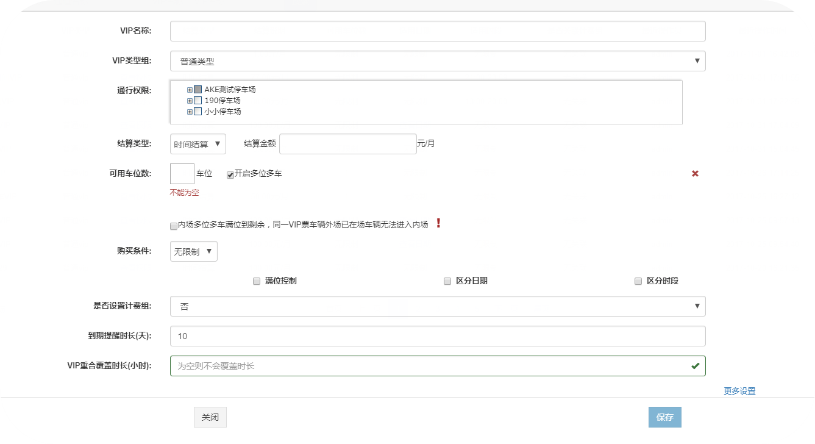 VIP名称:
VIP类型组: 普通类型
通行权限: AKE测试停车场
190停车场
小小停车场
结算类型: 时间结算 结算金额 元/月
可用车位数: 车位 开启多位多车
不能为空
内场多位多车满位到剩余，同一VIP票车辆外场已在场车辆无法进入内场
购买条件: 无限制
满位控制 区分日期 区分时段
是否设置计费组: 否
到期提醒时长(天): 10
VIP重合覆盖时长(小时): 为空则不会覆盖时长
更多设置
关闭 保存